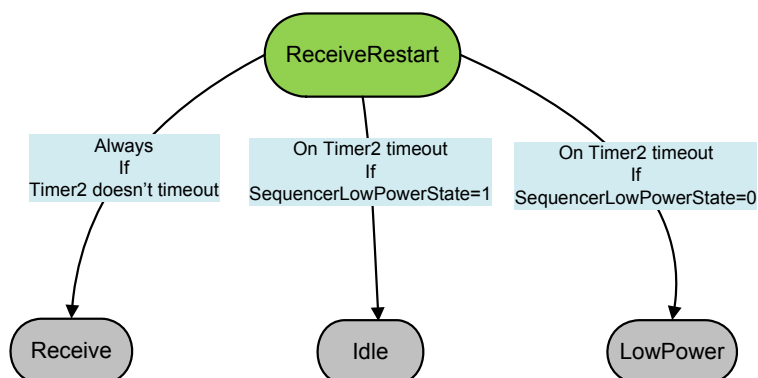 ReceiveRestart
Always
If
Timer2 doesn't timeout
On Timer2 timeout
If
SequencerLowPowerState=1
On Timer2 timeout
If
SequencerLowPowerState=0
Receive
Idle
LowPower